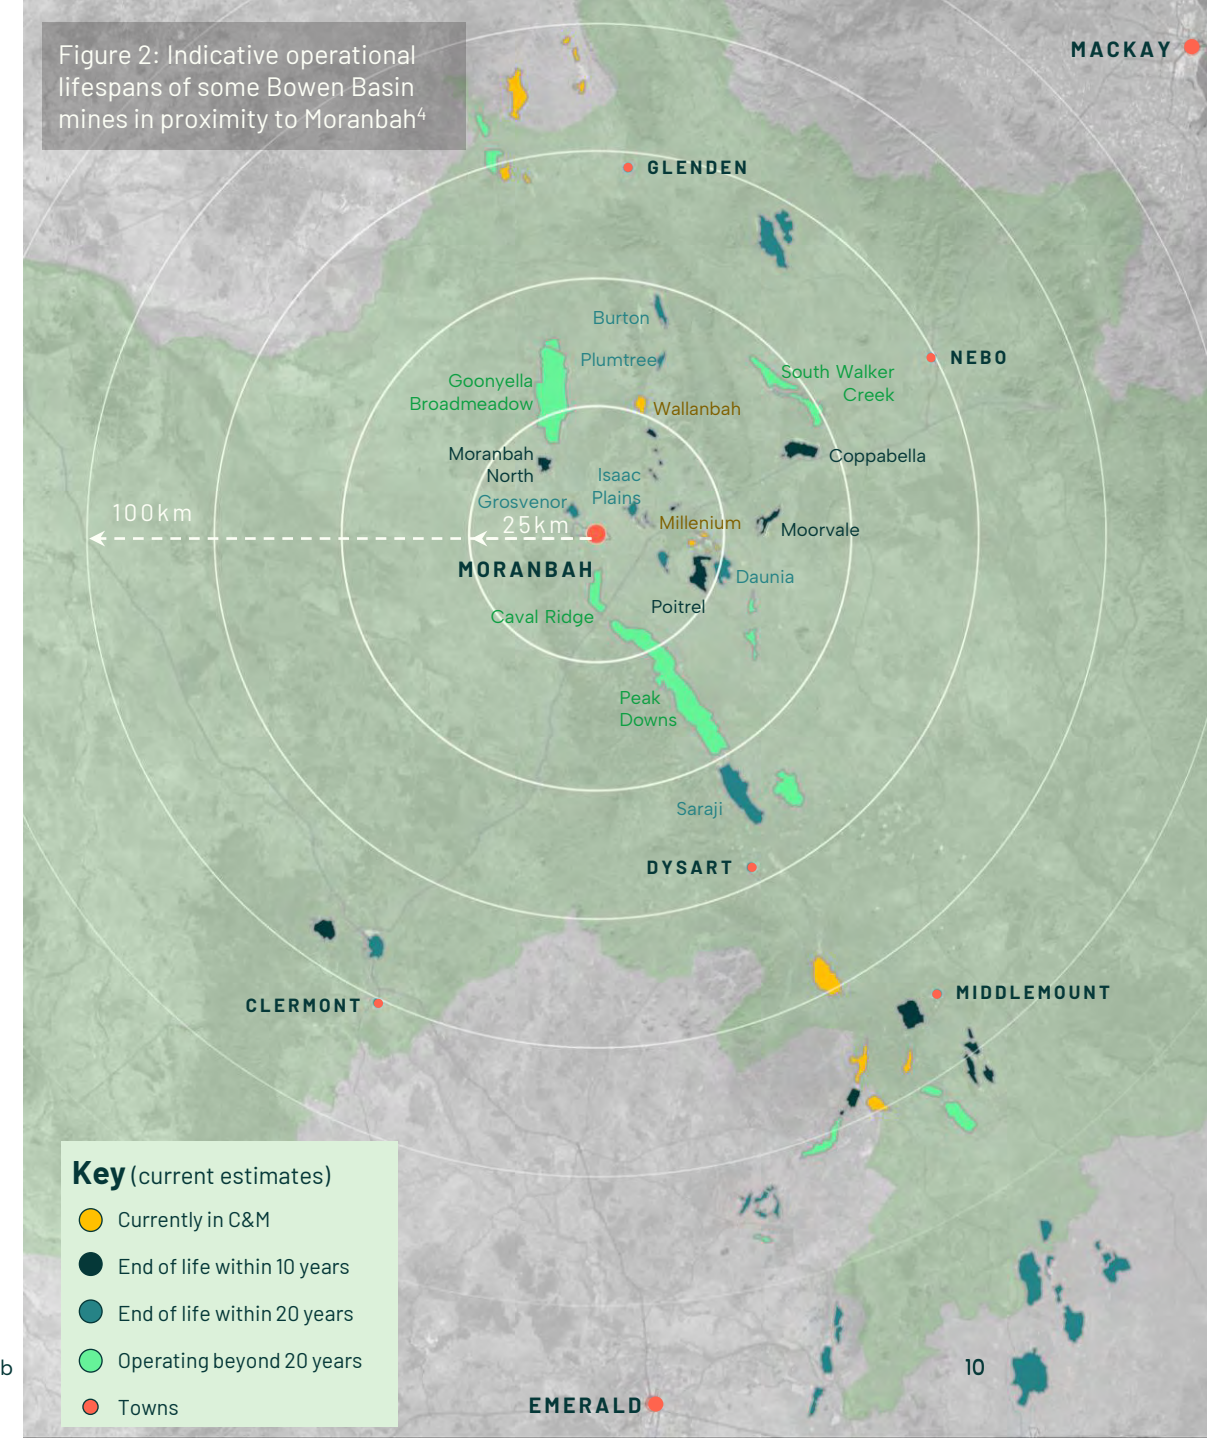 Figure 2: Indicative operational
lifespans of some Bowen Basin
mines in proximity to Moranbah⁴
MACKAY
GLENDEN
Burton
Plumtree
NEBO
South Walker
Creek
Goonyella
Broadmeadow
Wallanbah
Moranbah
North
Coppabella
Isaac
Plains
Grosvenor
100km
25km
Millenium
Moorvale
MORANBAH
Daunia
Poitrel
Caval Ridge
Peak
Downs
Saraji
DYSART
CLERMONT
MIDDLEMOUNT
Key (current estimates)
Currently in C&M
End of life within 10 years
End of life within 20 years
Operating beyond 20 years
Towns
b
10
EMERALD